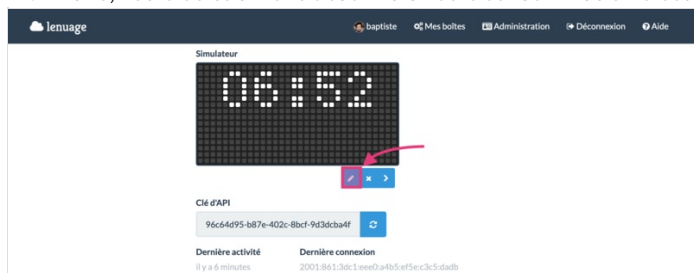 lenuage
baptiste Mes boîtes Administration Déconnexion Aide
Simulateur
06:52
Clé d'API
96c64d95-b87e-402c-8bcf-9d3dcba4f
Dernière activité Dernière connexion
il y a 6 minutes 2001:861:3dc1:eee0:a4b5:ef5e:c3c5:dadb